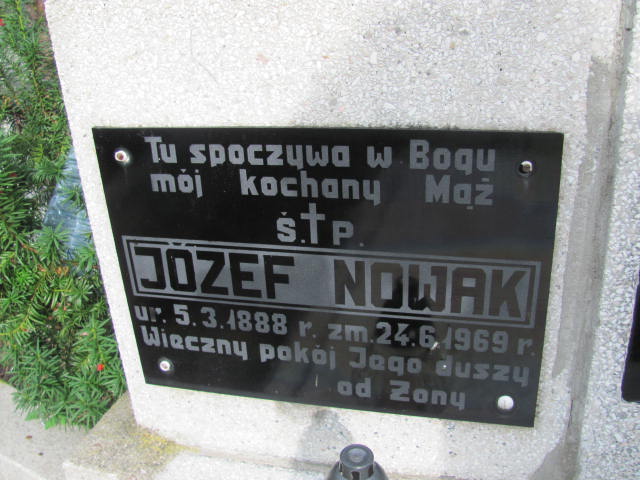 Tu spoczywa w Bogu
mój kochany Mąż
Ś.†P.
JÓZEF NOWAK
ur. 5.3.1888 r. zm. 24.6.1969 r.
Wieczny pokój Jego duszy
od Żony